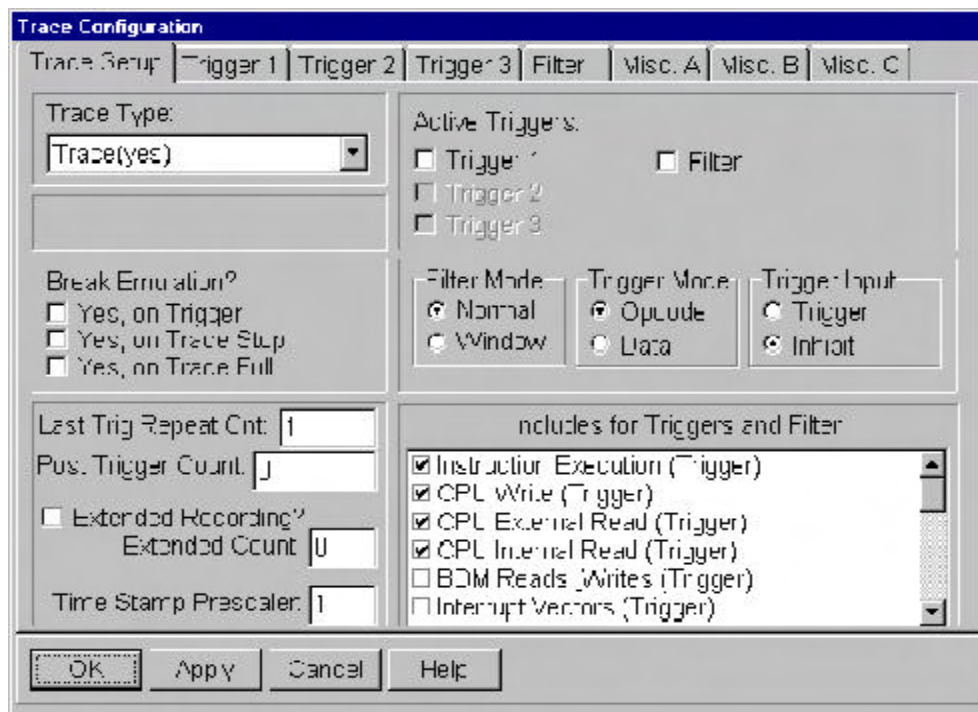 Trace Configuration
Trace Setup Trigger 1 Trigger 2 Trigger 3 Filter Misc. A Misc. B Misc. C
Trace Type:
Trace(yes)
Active Triggers:
Trigger 1 Filter
Trigger 2
Trigger 3
Break Emulation?
Yes, on Trigger
Yes, on Trace Stop
Yes, on Trace Full
Filter Mode
Normal
Window
Trigger Mode
Opcode
Data
Trigger Input
Trigger
Inhibit
Last Trig Repeat Cnt: 1
Post Trigger Count: 0
Extended Recording?
Extended Count 0
Time Stamp Prescaler: 1
Includes for Triggers and Filter
Instruction Execution (Trigger)
CPU Write (Trigger)
CPU External Read (Trigger)
CPU Internal Read (Trigger)
BDM Reads /Writes (Trigger)
Interrupt Vectors (Trigger)
OK Apply Cancel Help